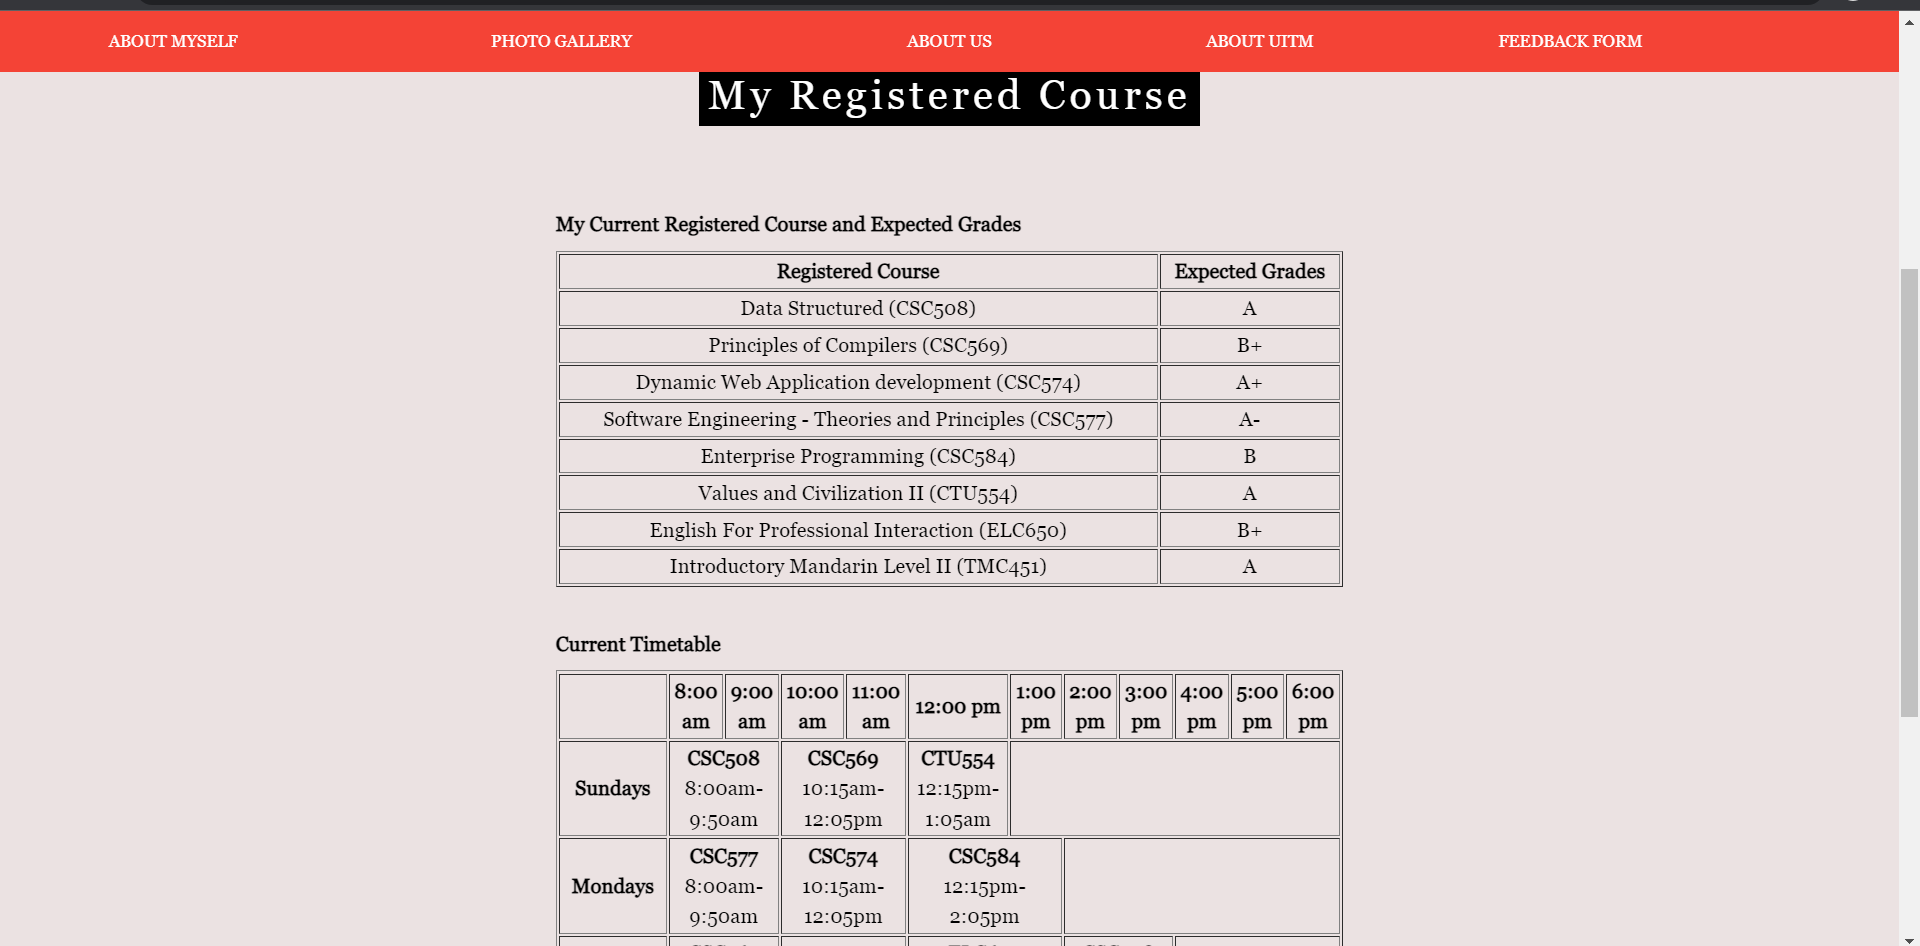 ABOUT MYSELF PHOTO GALLERY ABOUT US ABOUT UITM FEEDBACK FORM
My Registered Course
My Current Registered Course and Expected Grades
Registered Course Expected Grades
Data Structured (CSC508) A
Principles of Compilers (CSC569) B+
Dynamic Web Application development (CSC574) A+
Software Engineering - Theories and Principles (CSC577) A-
Enterprise Programming (CSC584) B
Values and Civilization II (CTU554) A
English For Professional Interaction (ELC650) B+
Introductory Mandarin Level II (TMC451) A
Current Timetable
8:00 am 9:00 am 10:00 am 11:00 am 12:00 pm 1:00 pm 2:00 pm 3:00 pm 4:00 pm 5:00 pm 6:00 pm
Sundays
CSC508
8:00am-
9:50am
CSC569
10:15am-
12:05pm
CTU554
12:15pm-
1:05am
Mondays
CSC577
8:00am-
9:50am
CSC574
10:15am-
12:05pm
CSC584
12:15pm-
2:05pm